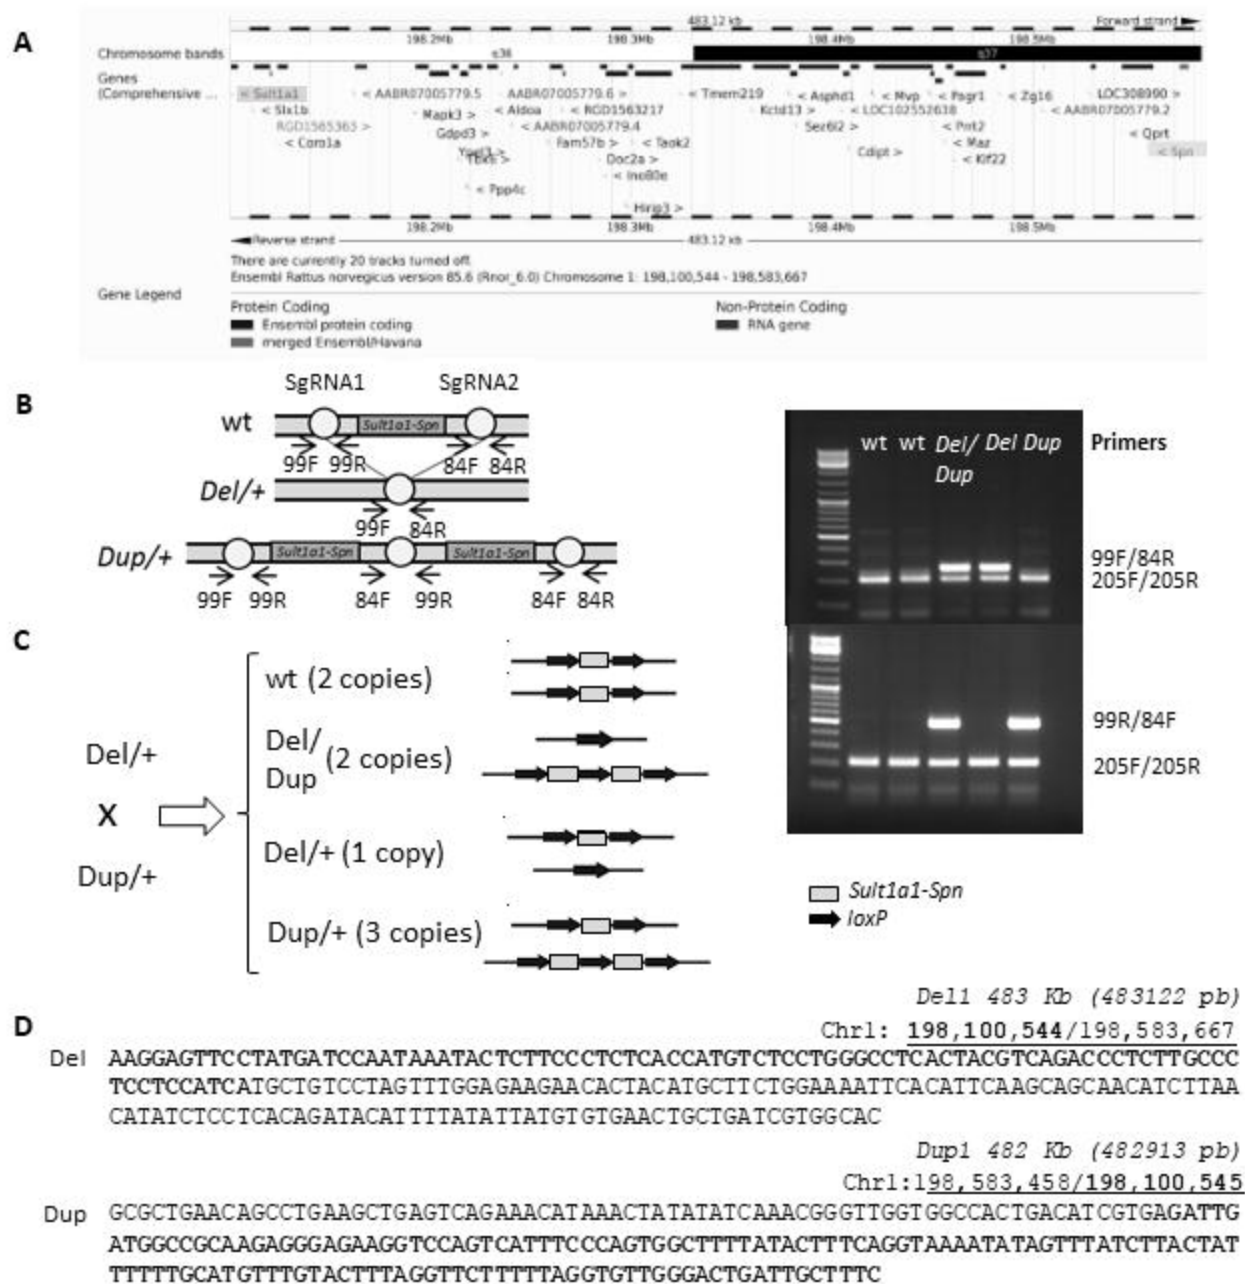 A
483.12 kb
Forward strand
198.2Mb 198.3Mb 198.4Mb 198.5Mb
Chromosome bands
q36 q37
Genes
(Comprehensive ...
< Sult1a1 < AABR07005779.5 AABR07005779.6 > < Tmem219 < Asphd1 < Mvp < Pagr1 < Zg16 LOC308990 >
< Slx1b Mapk3 > < Aldoa < RGD1563217 Kctd13 > < LOC102552638 < AABR07005779.2
RGD1565363 > Gdpd3 > < AABR07005779.4 Sez6l2 > < Prrt2 < Qprt
< Coro1a Ypel3 > Fam57b > < Taok2 < Maz
Tbx6 > Doc2a > Cdipt > < Kif22 < Spn
< Ppp4c < Ino80e
Hirip3 >
198.2Mb 198.3Mb 198.4Mb 198.5Mb
Reverse strand 483.12 kb
There are currently 20 tracks turned off.
Ensembl Rattus norvegicus version 85.6 (Rnor_6.0) Chromosome 1: 198,100,544 - 198,583,667
Gene Legend
Protein Coding
Ensembl protein coding
merged Ensembl/Havana
Non-Protein Coding
RNA gene
B
SgRNA1 SgRNA2
wt
Sult1a1-Spn
99F 99R 84F 84R
Del/+
99F 84R
Dup/+
Sult1a1-Spn Sult1a1-Spn
99F 99R 84F 99R 84F 84R
wt wt Del/ Dup Del Dup
Primers
99F/84R
205F/205R
99R/84F
205F/205R
C
Del/+
X
Dup/+
wt (2 copies)
Del/
Dup (2 copies)
Del/+ (1 copy)
Dup/+ (3 copies)
Sult1a1-Spn
loxP
D
Del1 483 Kb (483122 pb)
Chr1: 198,100,544/198,583,667
Del AAGGAGTTCCTATGATCCAATAAATACTCTTCCCTCTCACCATGTCTCCTGGGCCTCACTACGTCAGACCCTCTTGCCC
TCCTCCATCATGCTGTCCTAGTTTGGAGAAGAACACTACATGCTTCTGGAAAATTCACATTCAAGCAGCAACATCTTAA
CATATCTCCTCACAGATACATTTTATATTATGTGTGAACTGCTGATCGTGGCAC
Dup1 482 Kb (482913 pb)
Chr1:198,583,458/198,100,545
Dup GCGCTGAACAGCCTGAAGCTGAGTCAGAAACATAAACTATATATCAAACGGGTTGGTGGCCACTGACATCGTGAGATTG
ATGGCCGCAAGAGGGAGAAGGTCCAGTCATTTCCCAGTGGCTTTTATACTTTCAGGTAAAATATAGTTTATCTTACTAT
TTTTTGCATGTTTGTACTTTAGGTTCTTTTTAGGTGTTGGGACTGATTGCTTTC